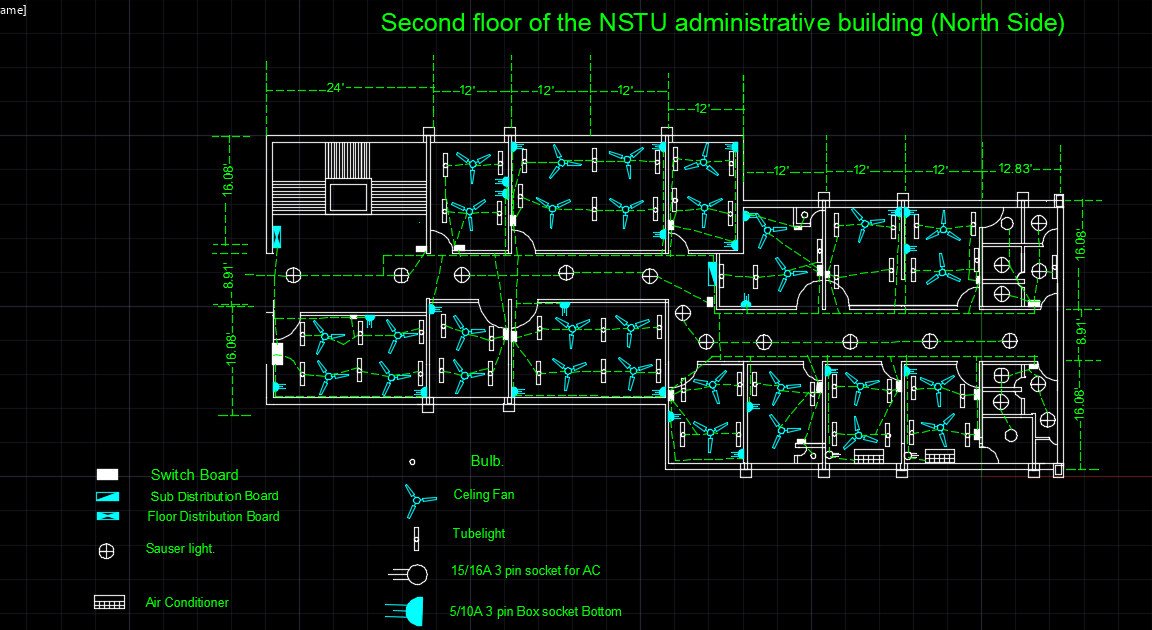 ame]
Second floor of the NSTU administrative building (North Side)
24'
12'
12'
12'
12'
12'
12'
12'
12.83'
16.08'
8.91'
16.08'
16.08'
8.91'
16.08'
Switch Board
Sub Distribution Board
Floor Distribution Board
Sauser light.
Air Conditioner
Bulb.
Celing Fan
Tubelight
15/16A 3 pin socket for AC
5/10A 3 pin Box socket Bottom